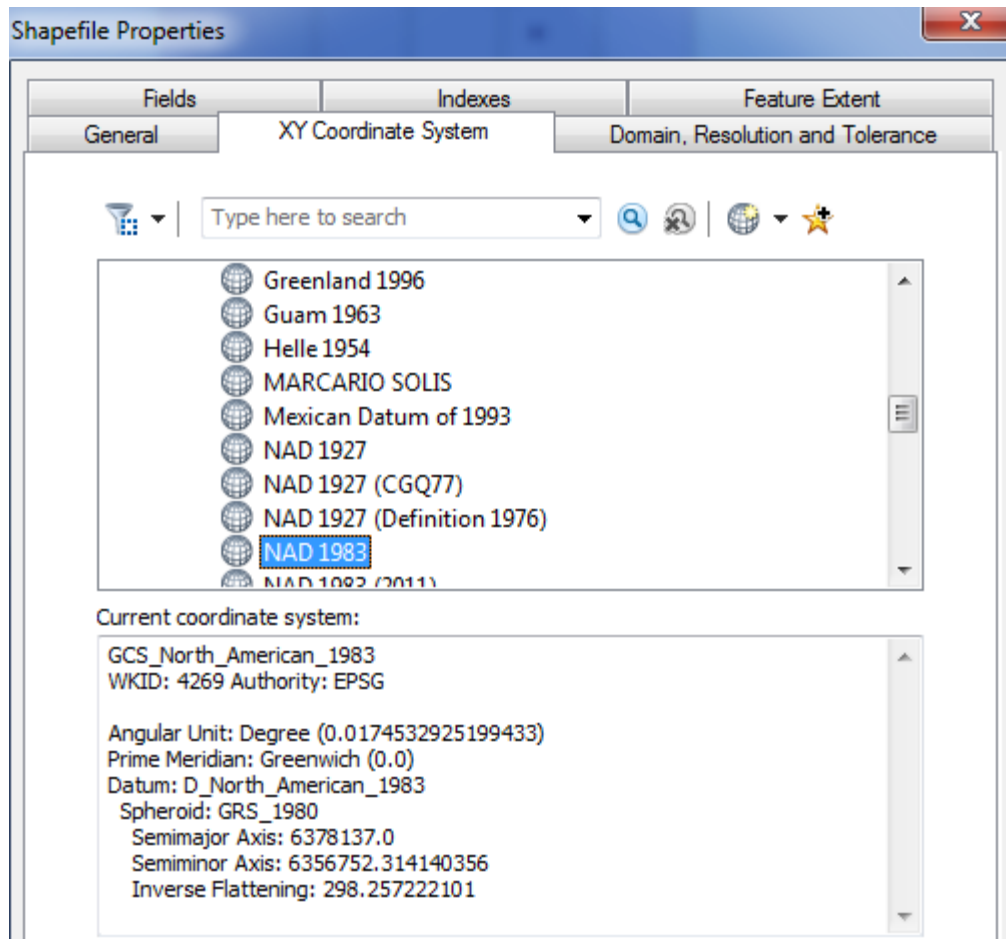 Shapefile Properties
Fields
Indexes
Feature Extent
General
XY Coordinate System
Domain, Resolution and Tolerance
Type here to search
Greenland 1996
Guam 1963
Helle 1954
MARCARIO SOLIS
Mexican Datum of 1993
NAD 1927
NAD 1927 (CGQ77)
NAD 1927 (Definition 1976)
NAD 1983
NAD 1983 (2011)
Current coordinate system:
GCS_North_American_1983
WKID: 4269 Authority: EPSG
Angular Unit: Degree (0.0174532925199433)
Prime Meridian: Greenwich (0.0)
Datum: D_North_American_1983
Spheroid: GRS_1980
Semimajor Axis: 6378137.0
Semiminor Axis: 6356752.314140356
Inverse Flattening: 298.257222101